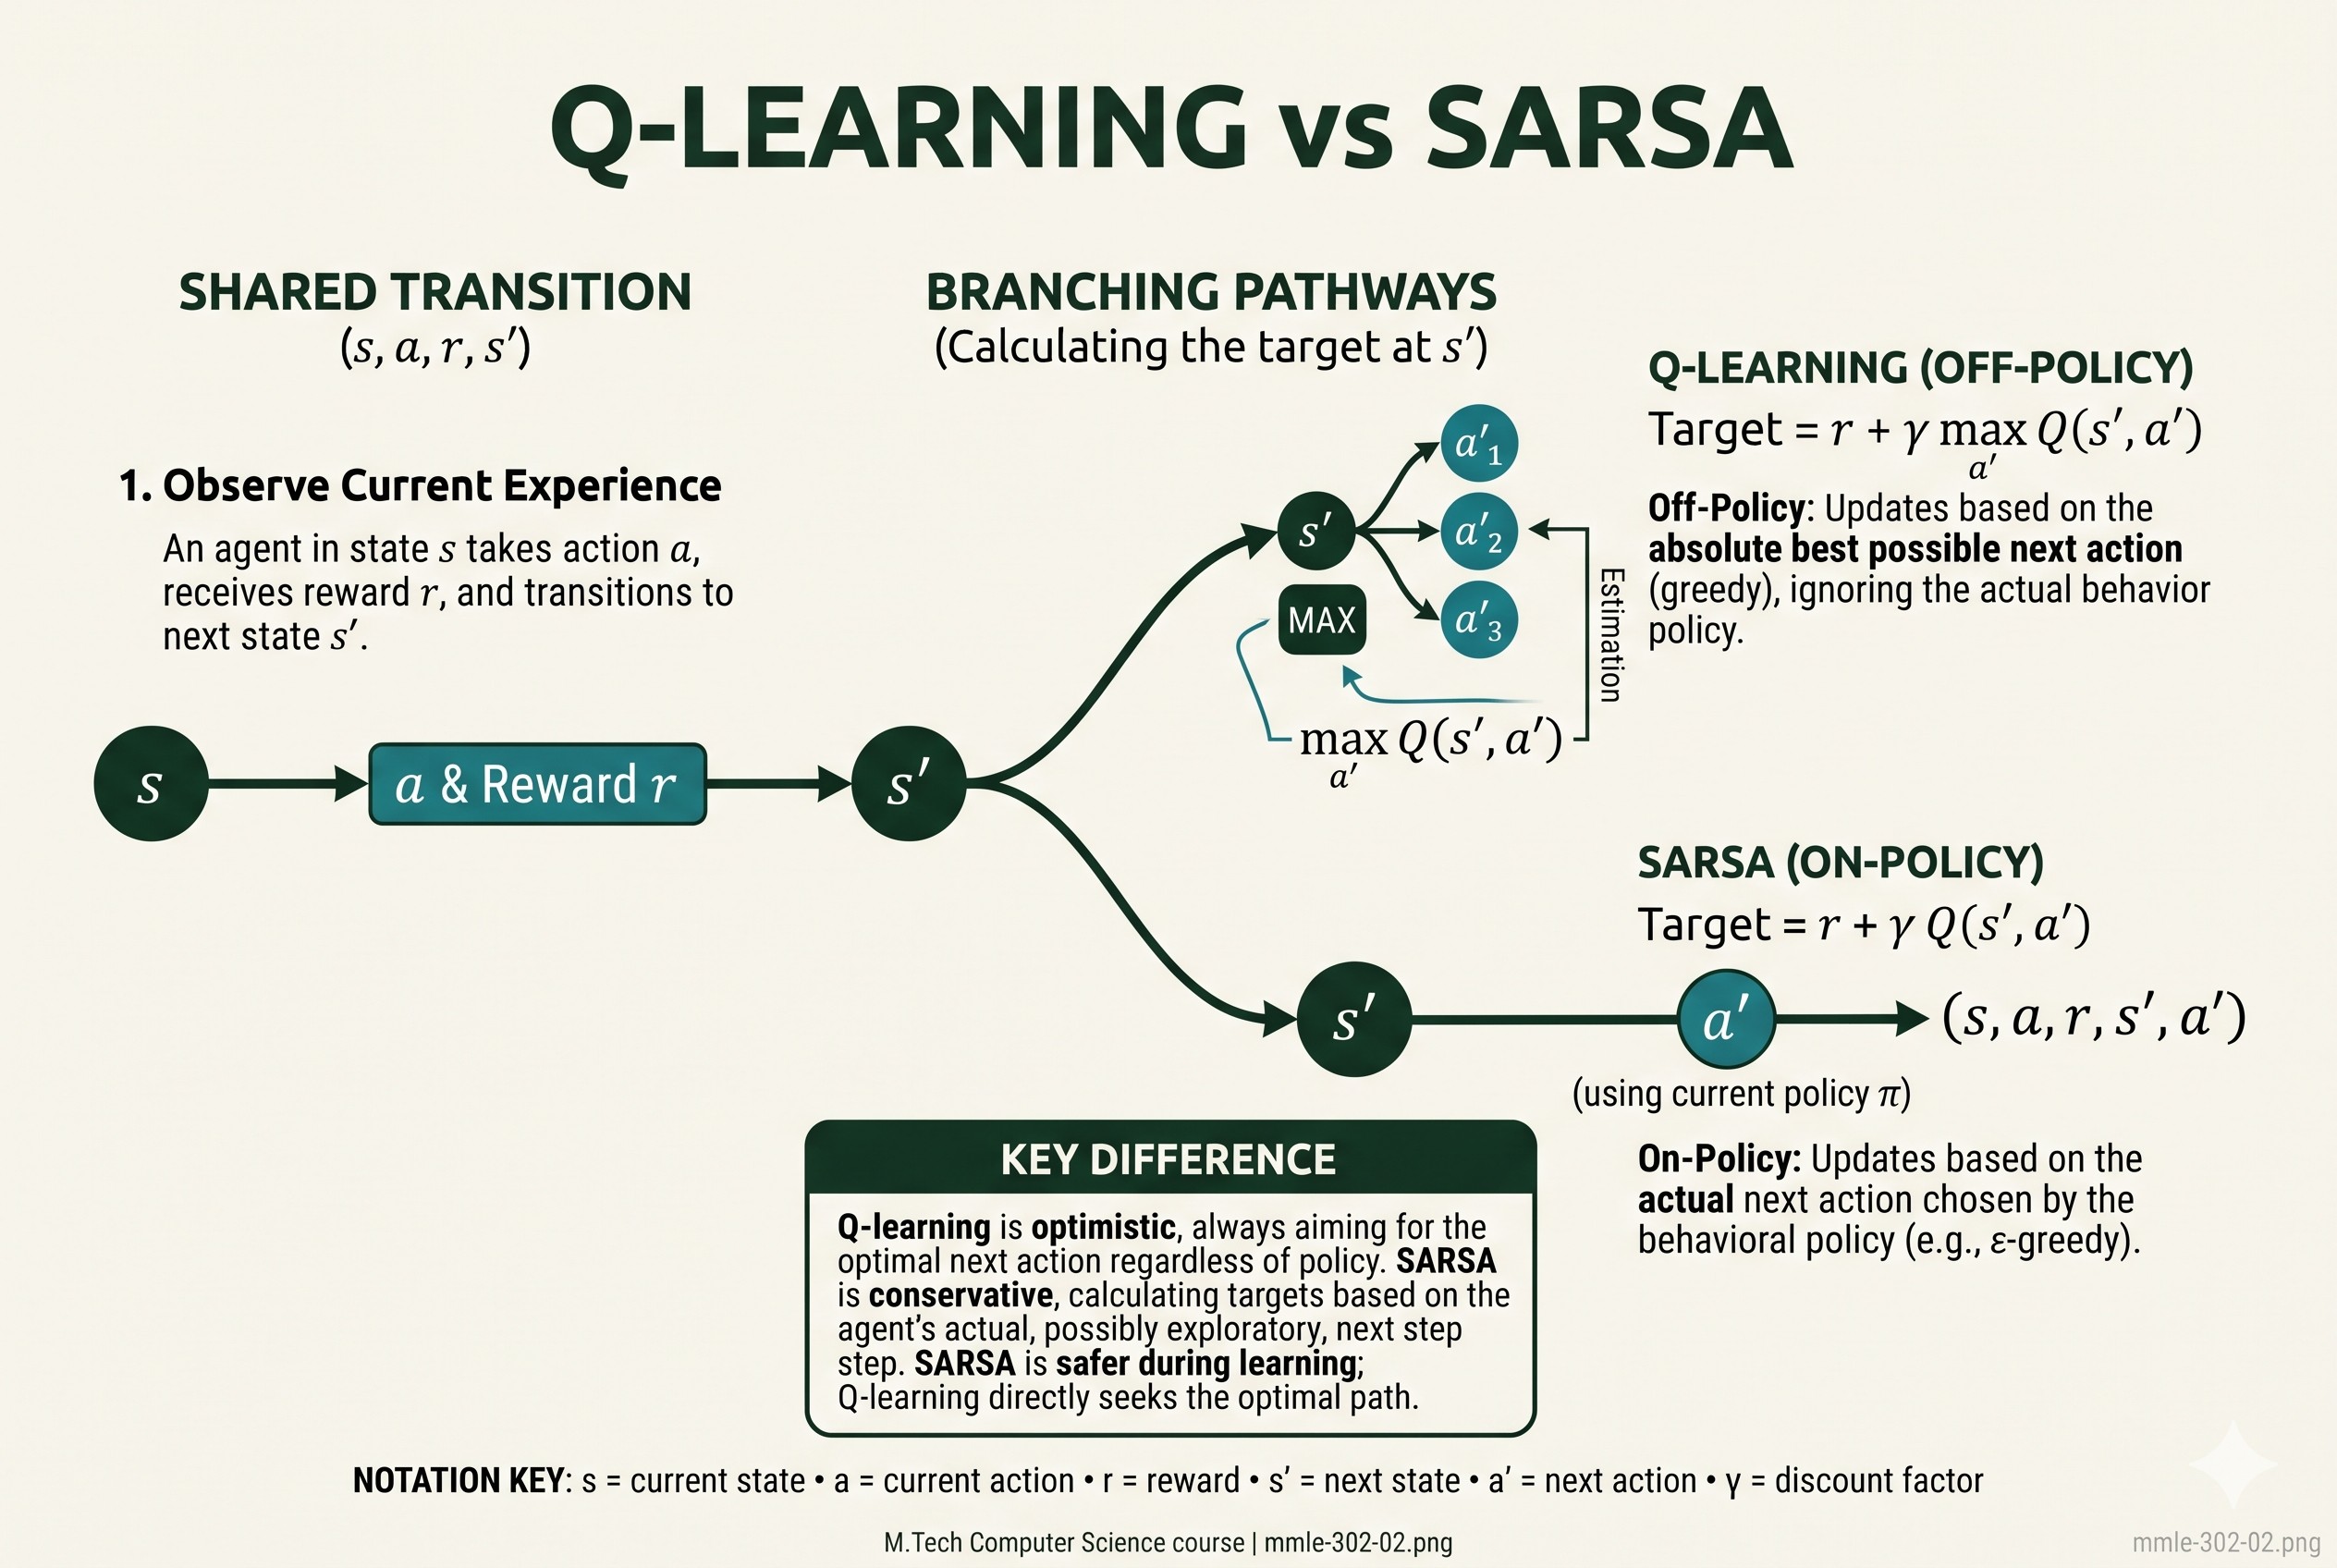 Q-LEARNING vs SARSA
SHARED TRANSITION
(s, a, r, s′)
1. Observe Current Experience
An agent in state s takes action a,
receives reward r, and transitions to
next state s′.
s
a & Reward r
s′
BRANCHING PATHWAYS
(Calculating the target at s′)
s′
a′₁
a′₂
a′₃
MAX
Estimation
max Q(s′, a′)
a′
Q-LEARNING (OFF-POLICY)
Target = r + γ max Q(s′, a′)
a′
Off-Policy: Updates based on the
absolute best possible next action
(greedy), ignoring the actual behavior
policy.
SARSA (ON-POLICY)
Target = r + γ Q(s′, a′)
s′
a′
(s, a, r, s′, a′)
(using current policy π)
On-Policy: Updates based on the
actual next action chosen by the
behavioral policy (e.g., ε-greedy).
KEY DIFFERENCE
Q-learning is optimistic, always aiming for the
optimal next action regardless of policy. SARSA
is conservative, calculating targets based on the
agent’s actual, possibly exploratory, next step
step. SARSA is safer during learning;
Q-learning directly seeks the optimal path.
NOTATION KEY: s = current state • a = current action • r = reward • s′ = next state • a′ = next action • γ = discount factor
M.Tech Computer Science course | mmle-302-02.png
mmle-302-02.png